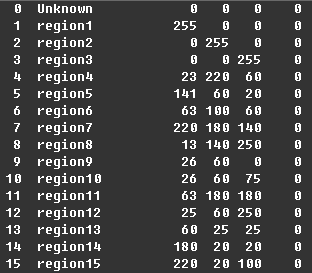 0 Unknown 0 0 0 0
1 region1 255 0 0 0
2 region2 0 255 0 0
3 region3 0 0 255 0
4 region4 23 220 60 0
5 region5 141 60 20 0
6 region6 63 100 60 0
7 region7 220 180 140 0
8 region8 13 140 250 0
9 region9 26 60 0 0
10 region10 26 60 75 0
11 region11 63 180 180 0
12 region12 25 60 250 0
13 region13 60 25 25 0
14 region14 180 20 20 0
15 region15 220 20 100 0